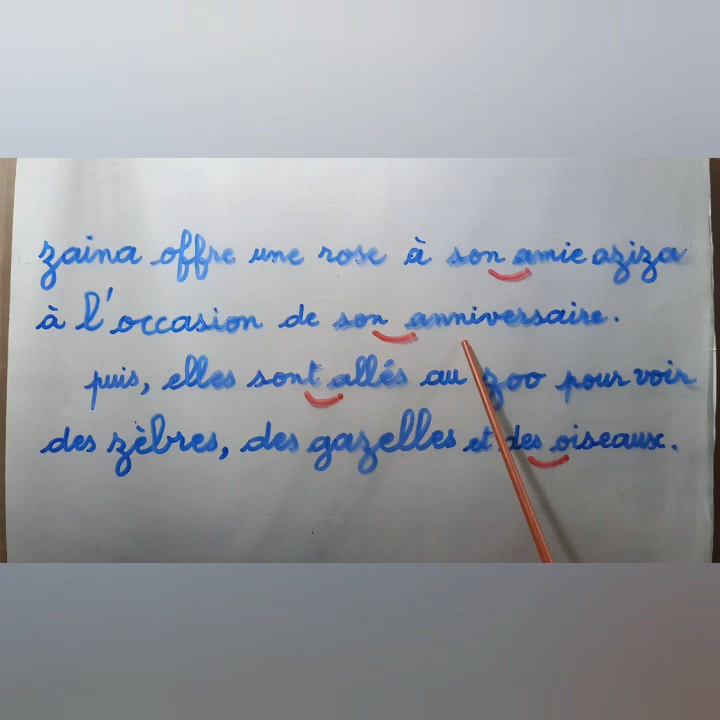 zaina offre une rose à son amie aziza
à l'occasion de son anniversaire.
puis, elles sont allés au zoo pour voir
des zèbres, des gazelles et des oiseaux.